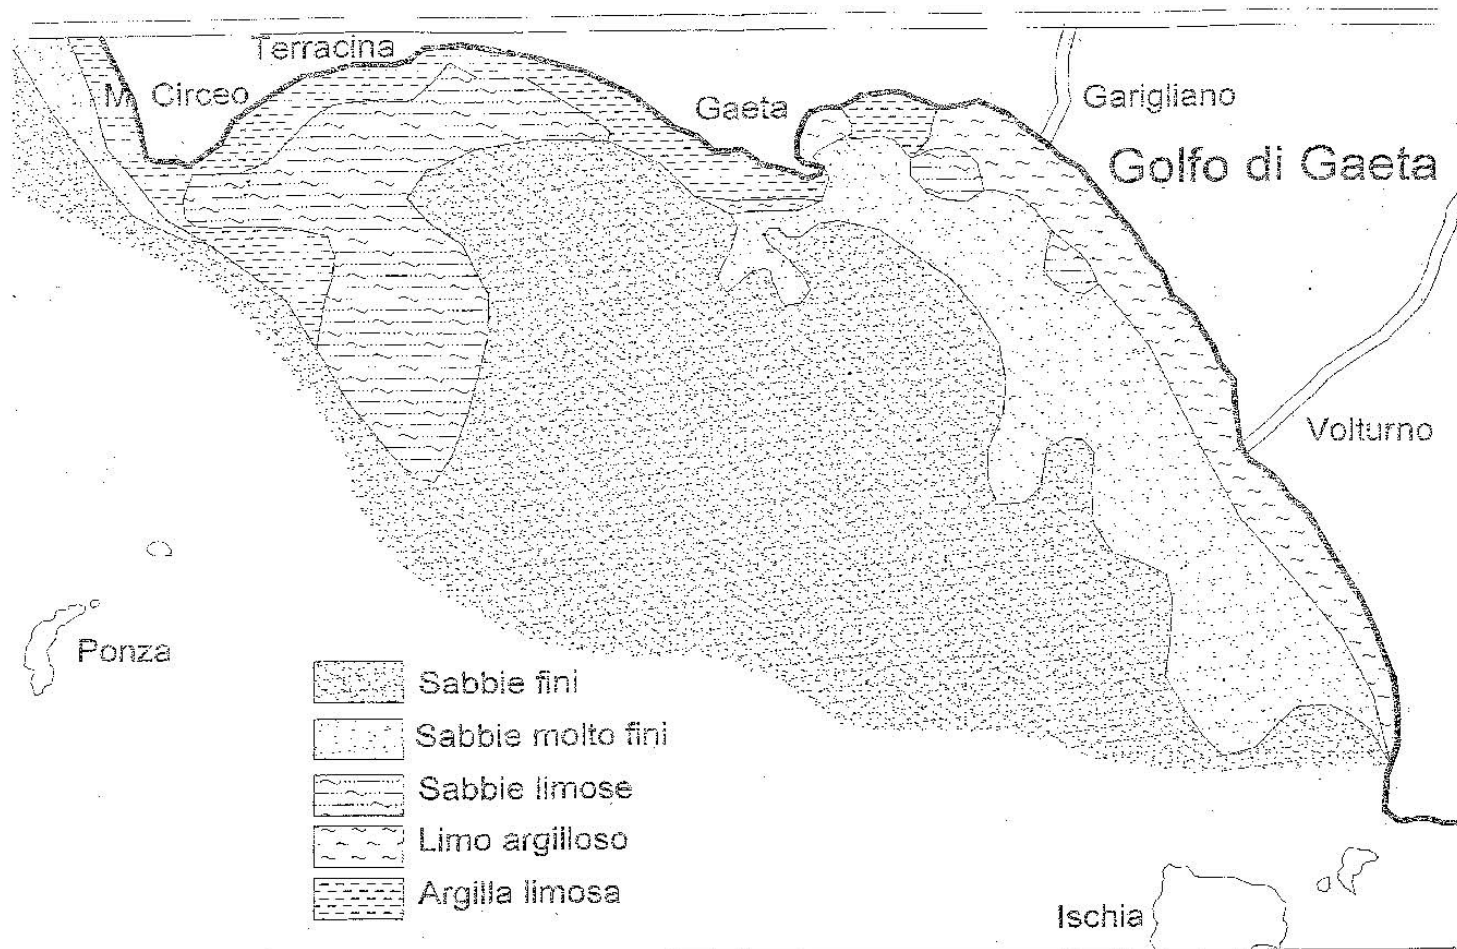 Terracina
M. Circeo
Gaeta
Garigliano
Golfo di Gaeta
Volturno
Ponza
Sabbie fini
Sabbie molto fini
Sabbie limose
Limo argilloso
Argilla limosa
Ischia